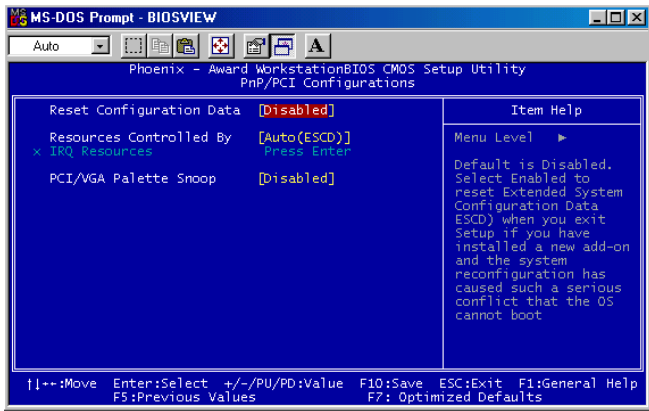 MS-DOS Prompt - BIOSVIEW
Auto
A
Phoenix - Award WorkstationBIOS CMOS Setup Utility
PnP/PCI Configurations
Reset Configuration Data [Disabled]
Resources Controlled By [Auto(ESCD)]
x IRQ Resources Press Enter
PCI/VGA Palette Snoop [Disabled]
Item Help
Menu Level ►
Default is Disabled.
Select Enabled to
reset Extended System
Configuration Data
ESCD) when you exit
Setup if you have
installed a new add-on
and the system
reconfiguration has
caused such a serious
conflict that the OS
cannot boot
↑↓←→:Move Enter:Select +/-/PU/PD:Value F10:Save ESC:Exit F1:General Help
F5:Previous Values F7: Optimized Defaults